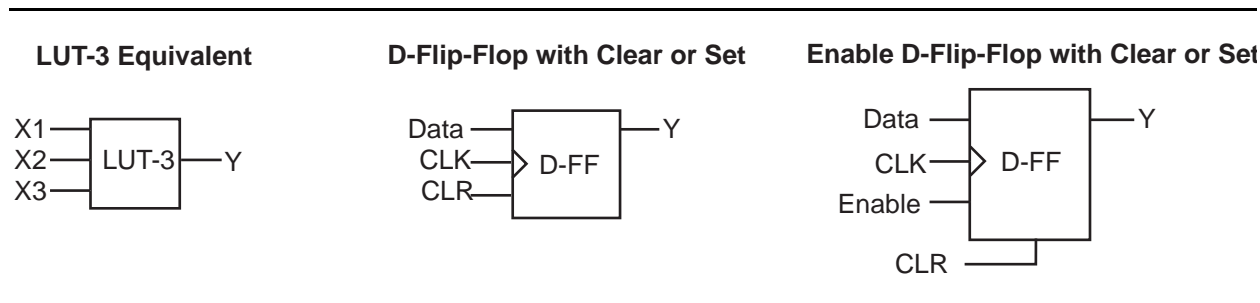 LUT-3 Equivalent
X1
X2
X3
LUT-3
Y
D-Flip-Flop with Clear or Set
Data
CLK
CLR
D-FF
Y
Enable D-Flip-Flop with Clear or Set
Data
CLK
Enable
CLR
D-FF
Y